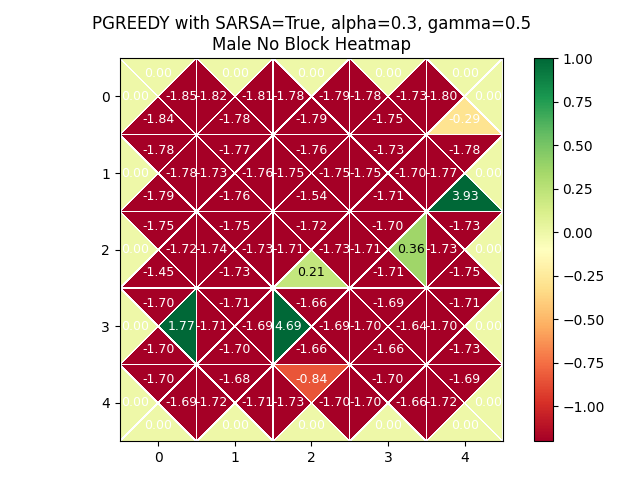 PGREEDY with SARSA=True, alpha=0.3, gamma=0.5
Male No Block Heatmap
0.00 0.00 0.00 0.00 0.00
0 0.00 -1.85 -1.82 -1.81 -1.78 -1.79 -1.78 -1.73 -1.80 0.00
-1.84 -1.78 -1.79 -1.75 -0.29
-1.78 -1.77 -1.76 -1.73 -1.78
1 0.00 -1.78 -1.73 -1.76 -1.75 -1.75 -1.75 -1.70 -1.77 0.00
-1.79 -1.76 -1.54 -1.71 3.93
-1.75 -1.75 -1.72 -1.70 -1.73
2 0.00 -1.72 -1.74 -1.73 -1.71 -1.73 -1.71 0.36 -1.73 0.00
-1.45 -1.73 0.21 -1.71 -1.75
-1.70 -1.71 -1.66 -1.69 -1.71
3 0.00 1.77 -1.71 -1.69 4.69 -1.69 -1.70 -1.64 -1.70 0.00
-1.70 -1.70 -1.66 -1.66 -1.73
-1.70 -1.68 -0.84 -1.70 -1.69
4 0.00 -1.69 -1.72 -1.71 -1.73 -1.70 -1.70 -1.66 -1.72 0.00
0.00 0.00 0.00 0.00 0.00
0 1 2 3 4
1.00
0.75
0.50
0.25
0.00
−0.25
−0.50
−0.75
−1.00